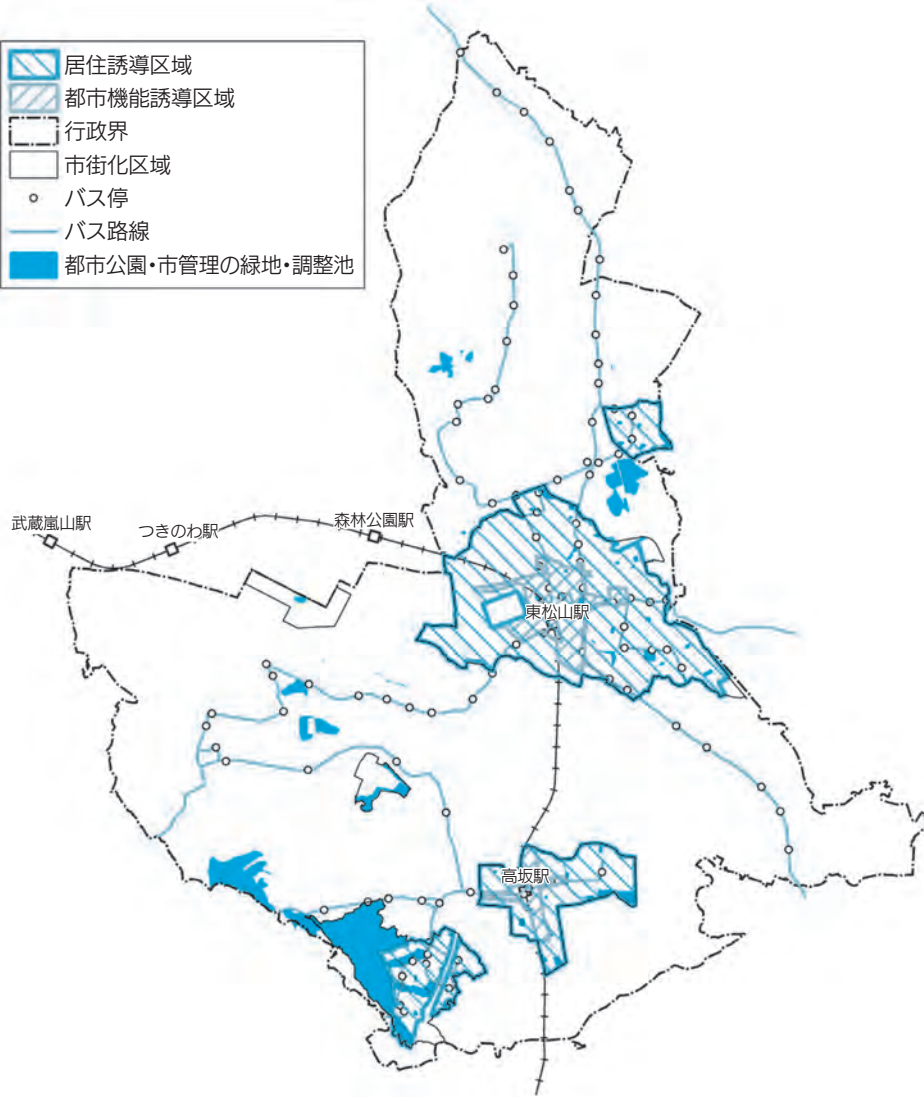 居住誘導区域
都市機能誘導区域
行政界
市街化区域
バス停
バス路線
都市公園・市管理の緑地・調整池
武蔵嵐山駅
つきのわ駅
森林公園駅
東松山駅
高坂駅